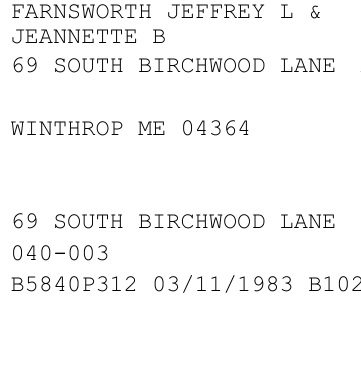 FARNSWORTH JEFFREY L &
JEANNETTE B
69 SOUTH BIRCHWOOD LANE
WINTHROP ME 04364
69 SOUTH BIRCHWOOD LANE
040-003
B5840P312 03/11/1983 B102